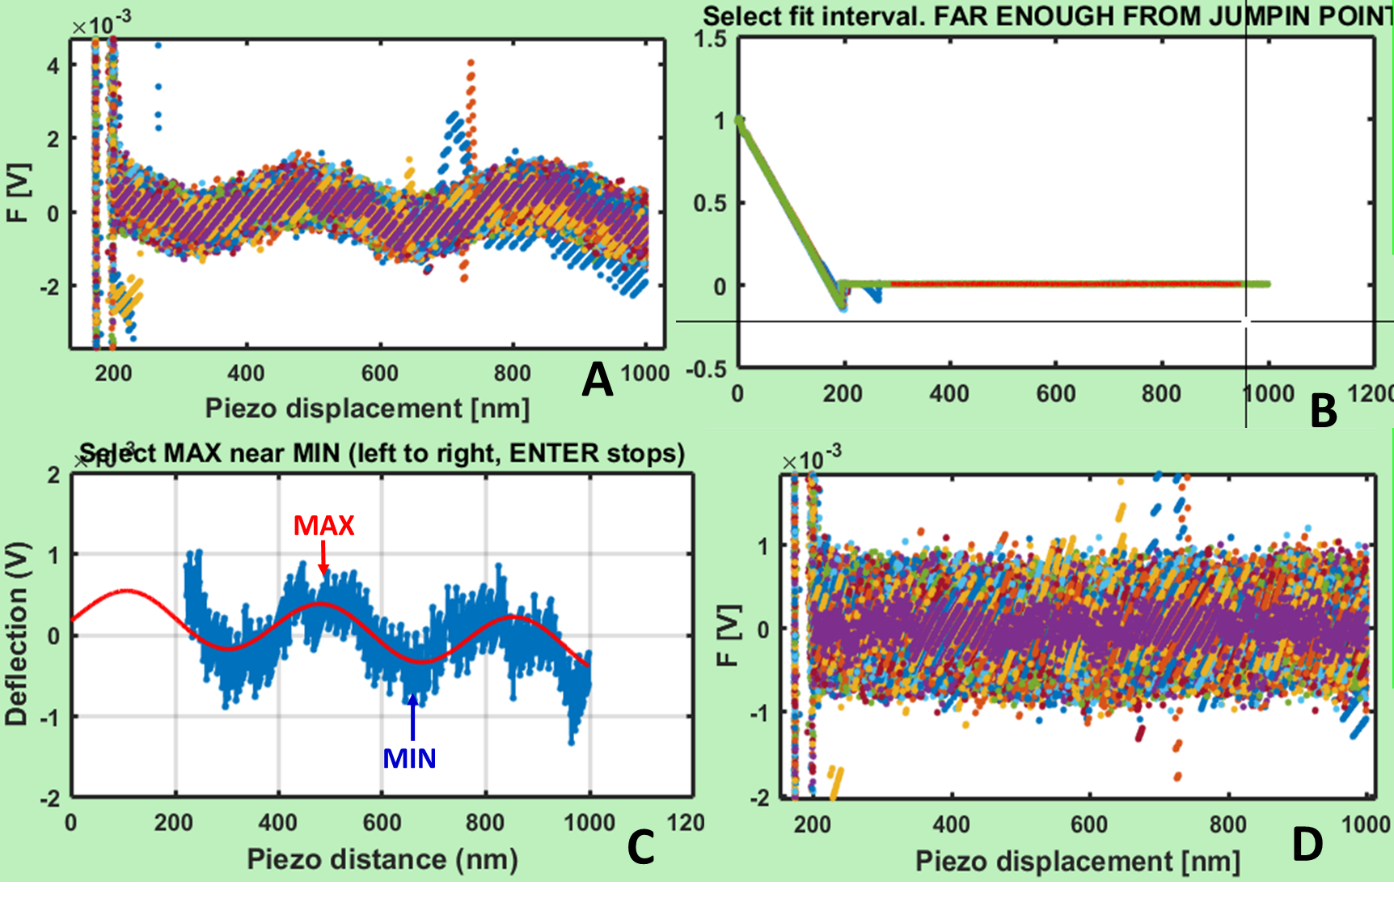 ×10⁻³
4
2
0
-2
F [V]
200 400 600 800 1000
Piezo displacement [nm]
A
Select fit interval. FAR ENOUGH FROM JUMPIN POINT
1.5
1
0.5
0
-0.5
0 200 400 600 800 1000 1200
B
Select MAX near MIN (left to right, ENTER stops)
2
1
0
-1
-2
Deflection (V)
MAX
MIN
0 200 400 600 800 1000 120
Piezo distance (nm)
C
×10⁻³
1
0
-1
-2
F [V]
200 400 600 800 1000
Piezo displacement [nm]
D